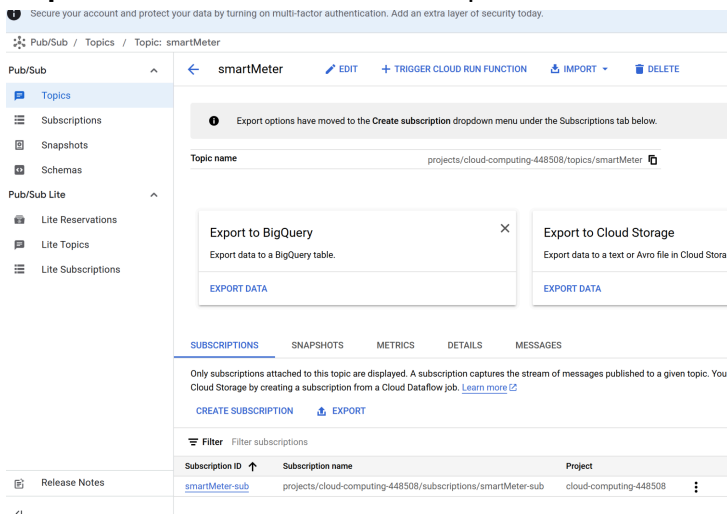 Secure your account and protect your data by turning on multi-factor authentication. Add an extra layer of security today.
Pub/Sub / Topics / Topic: smartMeter
Pub/Sub
smartMeter
EDIT
+ TRIGGER CLOUD RUN FUNCTION
IMPORT
DELETE
Topics
Subscriptions
Snapshots
Schemas
Pub/Sub Lite
Lite Reservations
Lite Topics
Lite Subscriptions
Release Notes
Export options have moved to the Create subscription dropdown menu under the Subscriptions tab below.
Topic name
projects/cloud-computing-448508/topics/smartMeter
Export to BigQuery
Export data to a BigQuery table.
EXPORT DATA
Export to Cloud Storage
Export data to a text or Avro file in Cloud Stora
EXPORT DATA
SUBSCRIPTIONS
SNAPSHOTS
METRICS
DETAILS
MESSAGES
Only subscriptions attached to this topic are displayed. A subscription captures the stream of messages published to a given topic. You
Cloud Storage by creating a subscription from a Cloud Dataflow job. Learn more
CREATE SUBSCRIPTION
EXPORT
Filter Filter subscriptions
Subscription ID
Subscription name
Project
smartMeter-sub
projects/cloud-computing-448508/subscriptions/smartMeter-sub
cloud-computing-448508